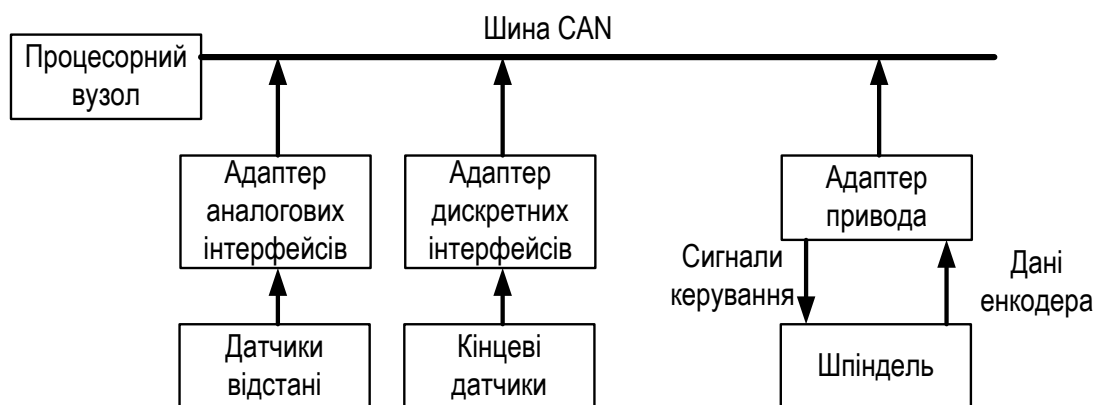 Шина CAN
Процесорний
вузол
Адаптер
аналогових
інтерфейсів
Адаптер
дискретних
інтерфейсів
Адаптер
привода
Сигнали
керування
Дані
енкодера
Датчики
відстані
Кінцеві
датчики
Шпіндель